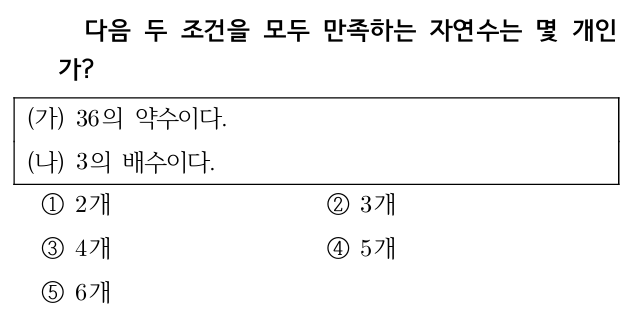 다음 두 조건을 모두 만족하는 자연수는 몇 개인
가?
(가) 36의 약수이다.
(나) 3의 배수이다.
① 2개 ② 3개
③ 4개 ④ 5개
⑤ 6개